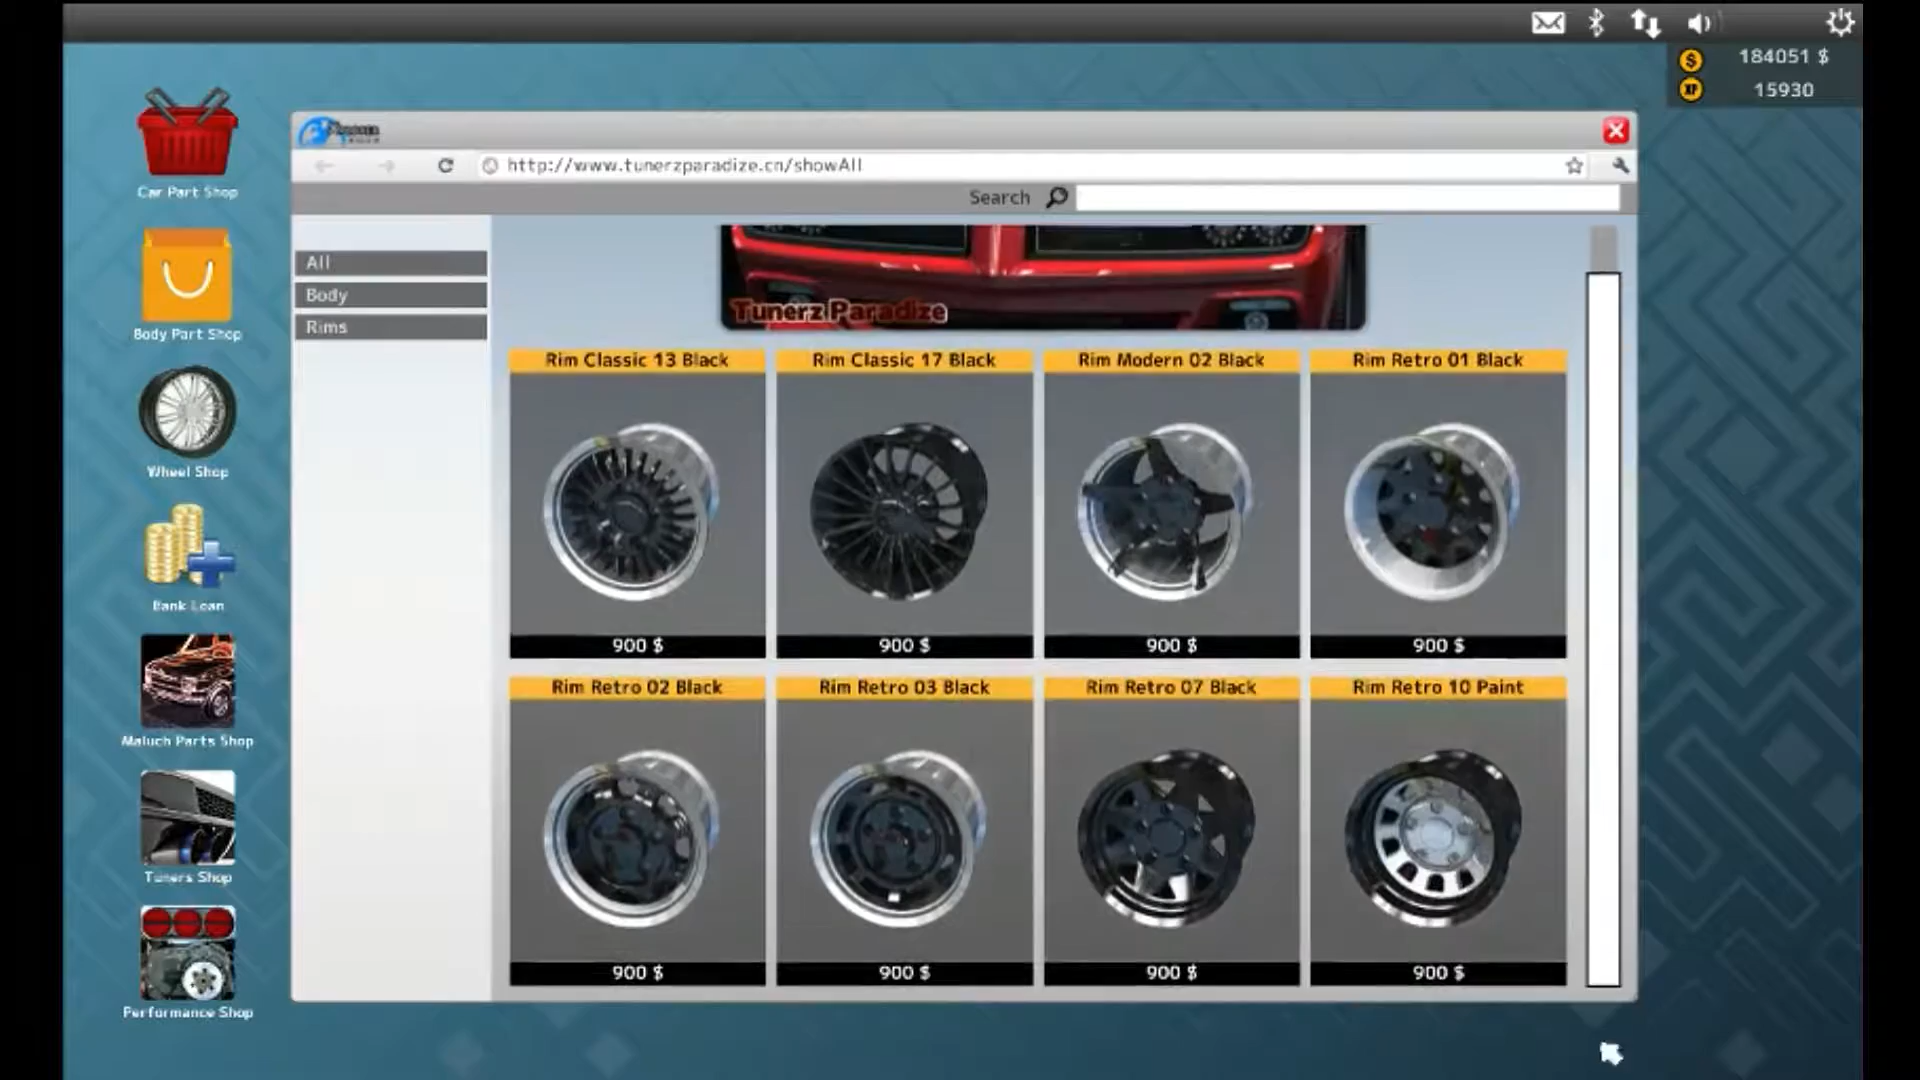 184051 $
15930
Car Part Shop
Body Part Shop
Wheel Shop
Bank Loan
Maluch Parts Shop
Tuners Shop
Performance Shop
http://www.tunerzparadize.cn/showAll
Search
All
Body
Rims
Tunerz Paradize
Rim Classic 13 Black
Rim Classic 17 Black
Rim Modern 02 Black
Rim Retro 01 Black
900 $
900 $
900 $
900 $
Rim Retro 02 Black
Rim Retro 03 Black
Rim Retro 07 Black
Rim Retro 10 Paint
900 $
900 $
900 $
900 $